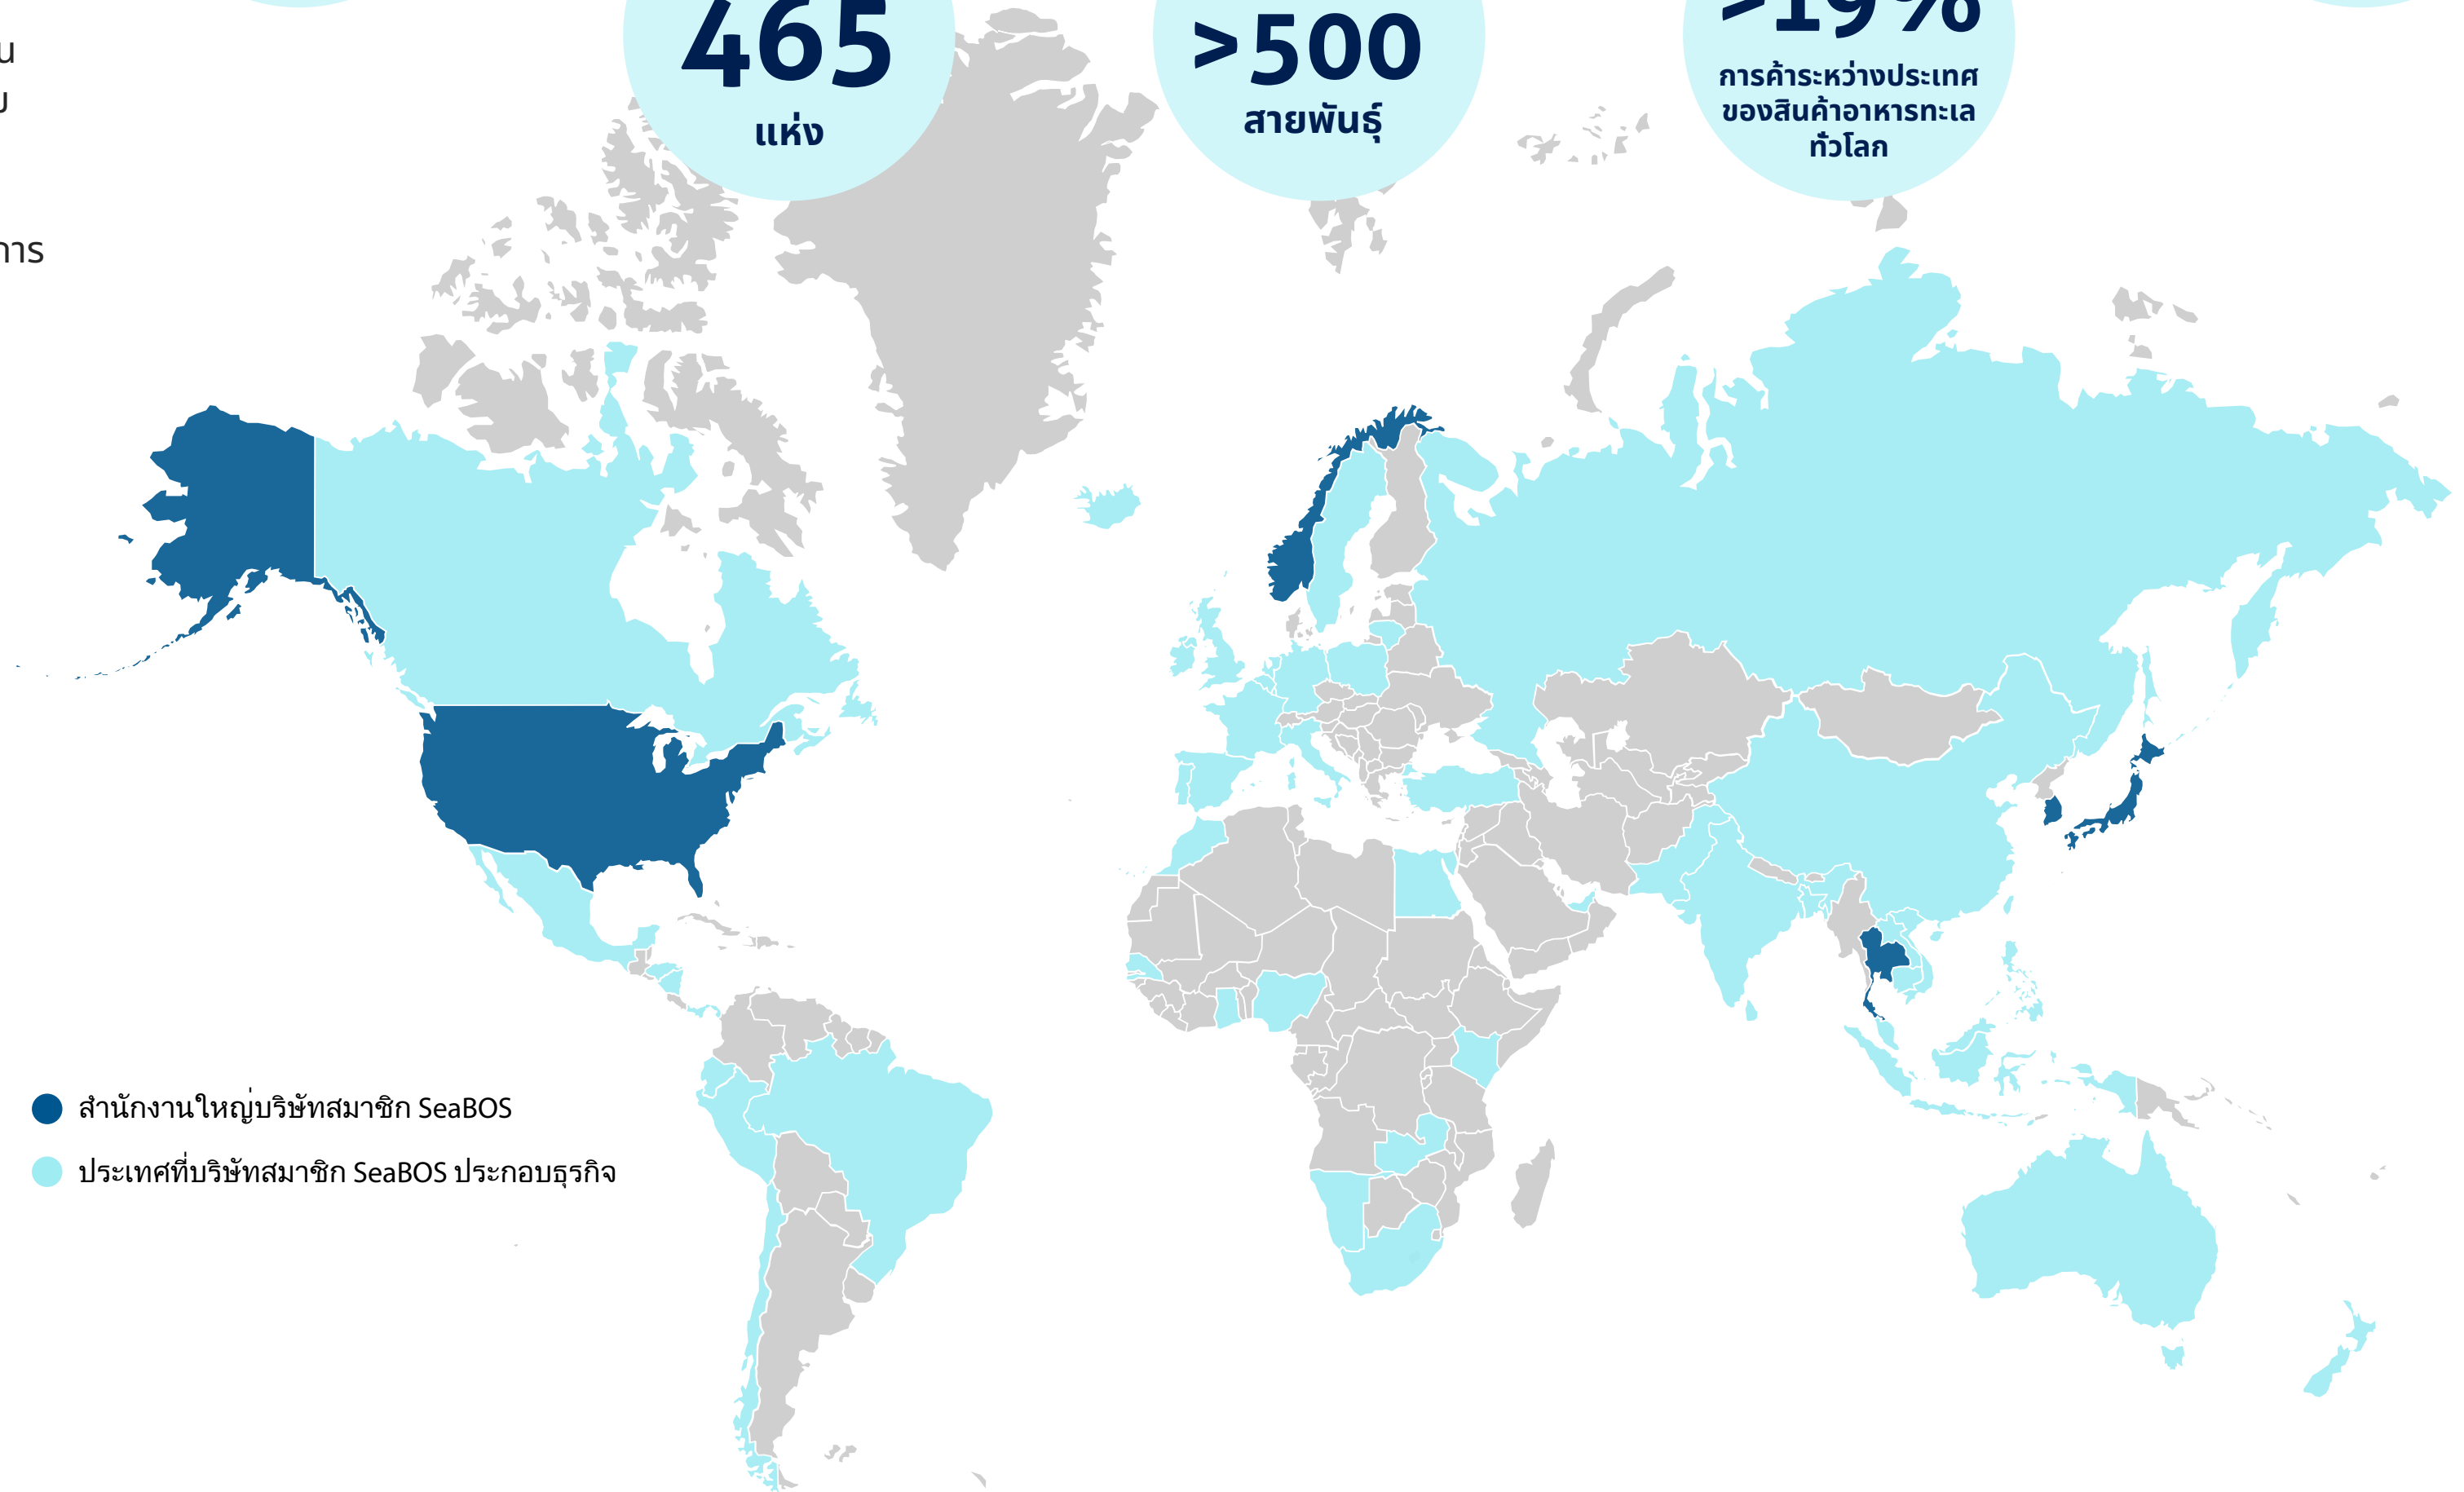 465
แห่ง
>500
สายพันธุ์
>19%
การค้าระหว่างประเทศ
ของสินค้าอาหารทะเล
ทั่วโลก
สำนักงานใหญ่บริษัทสมาชิก SeaBOS
ประเทศที่บริษัทสมาชิก SeaBOS ประกอบธุรกิจ